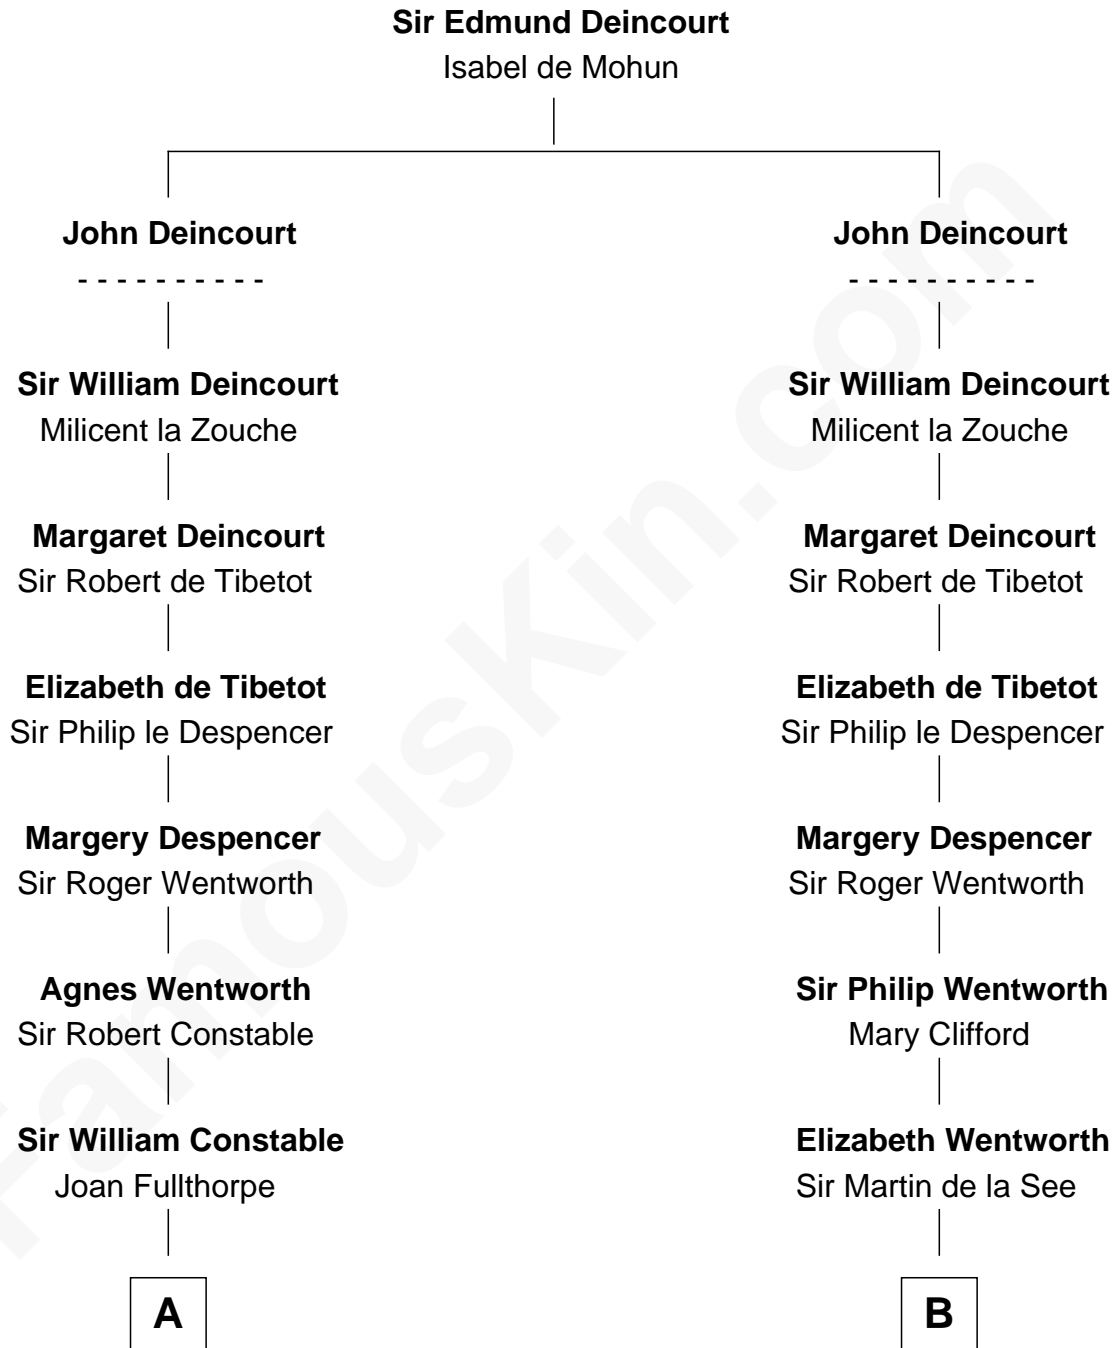 Sir Edmund Deincourt
Isabel de Mohun
John Deincourt
- - - - - - - - - -
Sir William Deincourt
Milicent la Zouche
Margaret Deincourt
Sir Robert de Tibetot
Elizabeth de Tibetot
Sir Philip le Despencer
Margery Despencer
Sir Roger Wentworth
Agnes Wentworth
Sir Robert Constable
Sir William Constable
Joan Fullthorpe
A
John Deincourt
- - - - - - - - - -
Sir William Deincourt
Milicent la Zouche
Margaret Deincourt
Sir Robert de Tibetot
Elizabeth de Tibetot
Sir Philip le Despencer
Margery Despencer
Sir Roger Wentworth
Sir Philip Wentworth
Mary Clifford
Elizabeth Wentworth
Sir Martin de la See
B
FamousKin.com